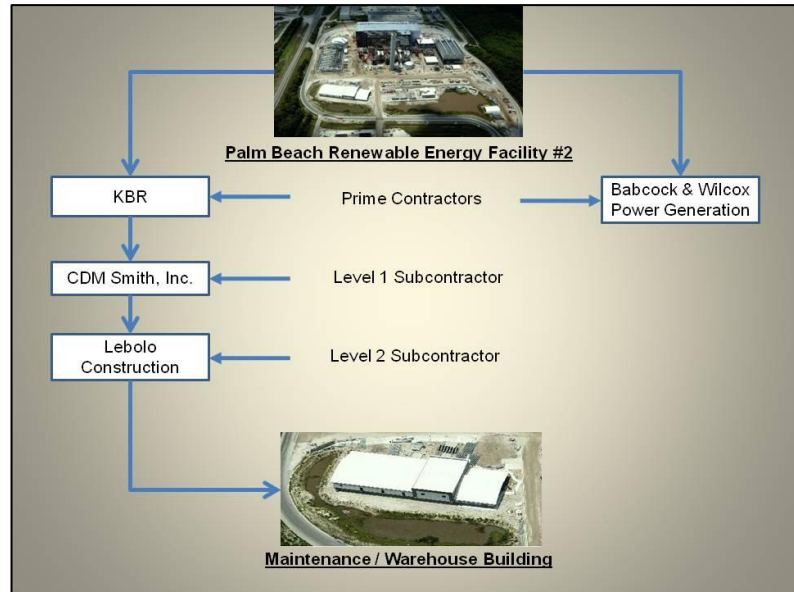 Palm Beach Renewable Energy Facility #2
KBR
Prime Contractors
Babcock & Wilcox
Power Generation
CDM Smith, Inc.
Level 1 Subcontractor
Lebolo
Construction
Level 2 Subcontractor
Maintenance / Warehouse Building